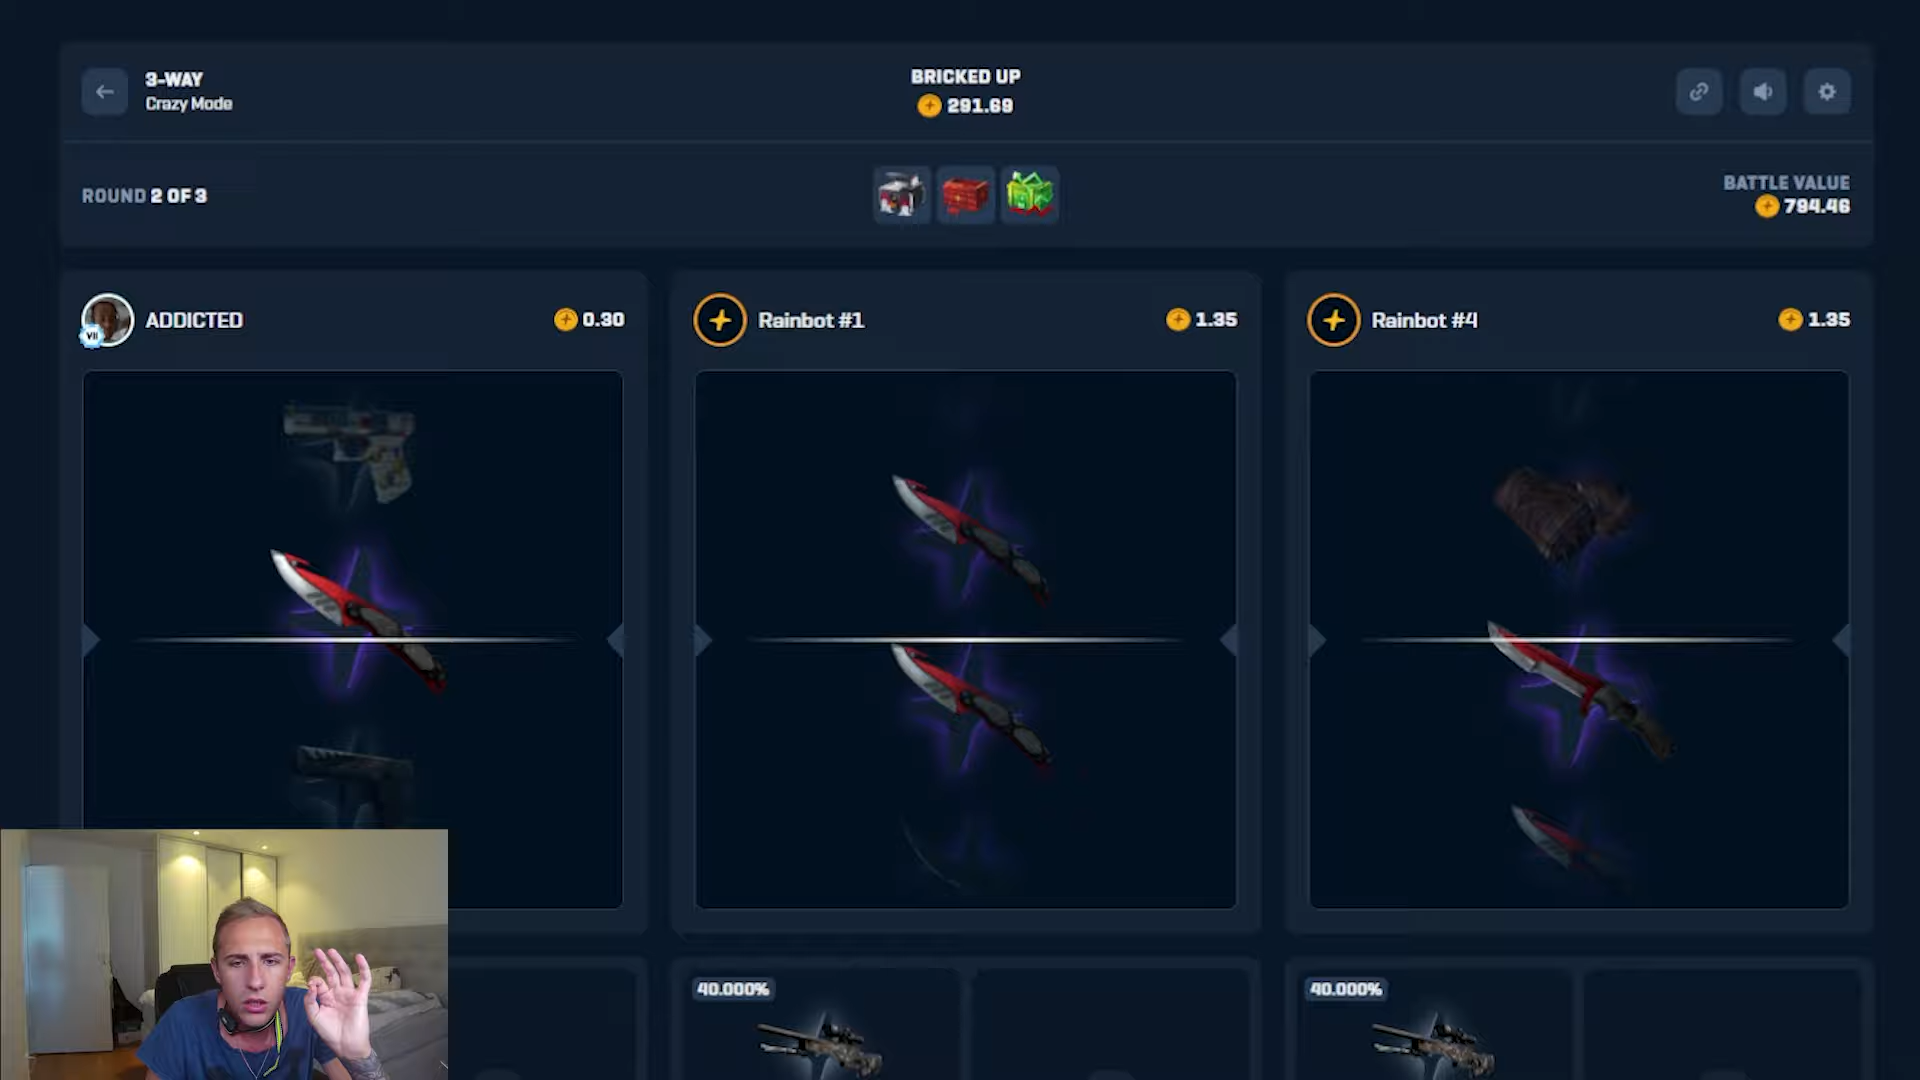 3-WAY
Crazy Mode
BRICKED UP
291.69
ROUND 2 OF 3
BATTLE VALUE
794.46
VII
ADDICTED
0.30
Rainbot #1
1.35
Rainbot #4
1.35
40.000%
40.000%